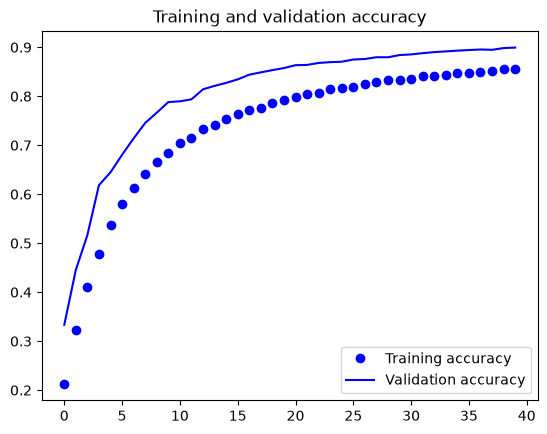 Training and validation accuracy
0.9
0.8
0.7
0.6
0.5
0.4
0.3
0.2
Training accuracy
Validation accuracy
0 5 10 15 20 25 30 35 40